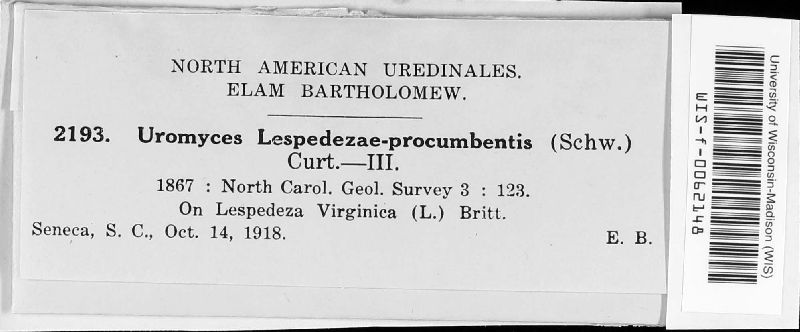 NORTH AMERICAN UREDINALES.
ELAM BARTHOLOMEW.
2193. Uromyces Lespedezae-procumbentis (Schw.)
Curt.—III.
1867 : North Carol. Geol. Survey 3 : 123.
On Lespedeza Virginica (L.) Britt.
Seneca, S. C., Oct. 14, 1918. E. B.
University of Wisconsin-Madison (WIS)
WIS-f-0062148